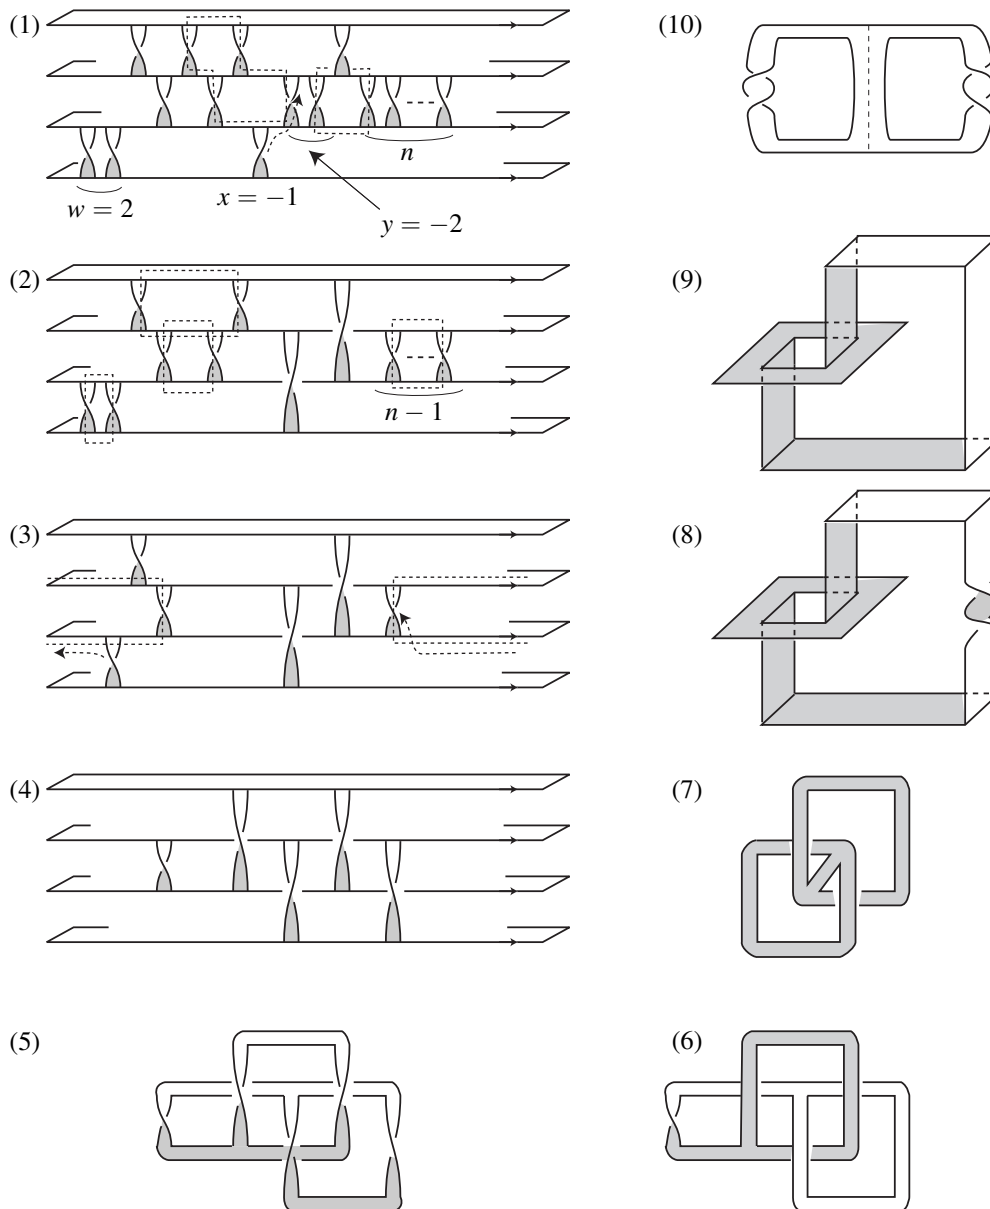 (1)
n
w = 2
x = −1
y = −2
(2)
n − 1
(3)
(4)
(5)
(10)
(9)
(8)
(7)
(6)